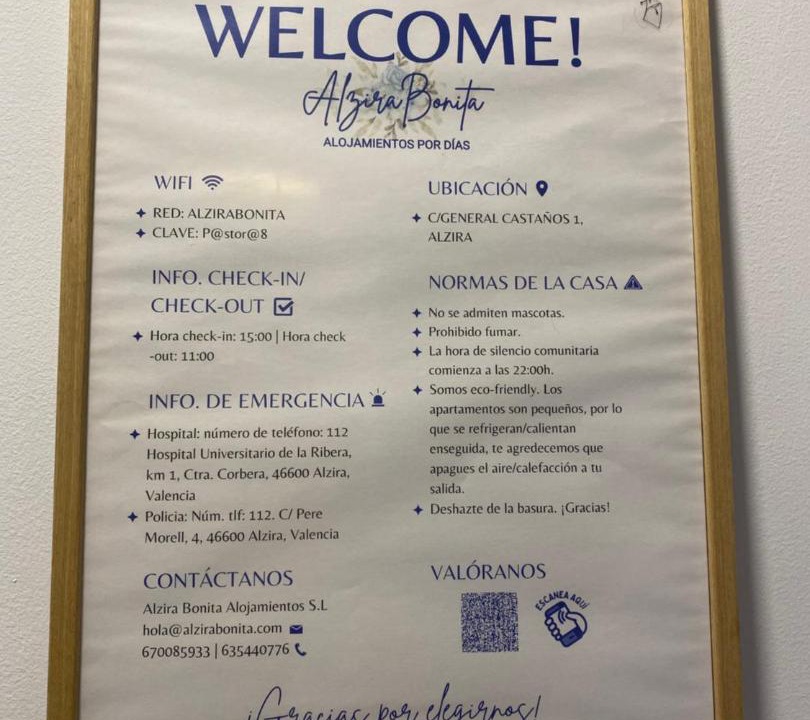 WELCOME!
Alzira Bonita
ALOJAMIENTOS POR DÍAS
WIFI
RED: ALZIRABONITA
CLAVE: P@stor@8
INFO. CHECK-IN/
CHECK-OUT
Hora check-in: 15:00 | Hora check
-out: 11:00
INFO. DE EMERGENCIA
Hospital: número de teléfono: 112
Hospital Universitario de la Ribera,
km 1, Ctra. Corbera, 46600 Alzira,
Valencia
Policia: Núm. tlf: 112. C/ Pere
Morell, 4, 46600 Alzira, Valencia
CONTÁCTANOS
Alzira Bonita Alojamientos S.L
hola@alzirabonita.com
670085933 | 635440776
UBICACIÓN
C/GENERAL CASTAÑOS 1,
ALZIRA
NORMAS DE LA CASA
No se admiten mascotas.
Prohibido fumar.
La hora de silencio comunitaria
comienza a las 22:00h.
Somos eco-friendly. Los
apartamentos son pequeños, por lo
que se refrigeran/calientan
enseguida, te agredecemos que
apagues el aire/calefacción a tu
salida.
Deshazte de la basura. ¡Gracias!
VALÓRANOS
ESCANEA AQUÍ
¡Gracias por elegirnos!